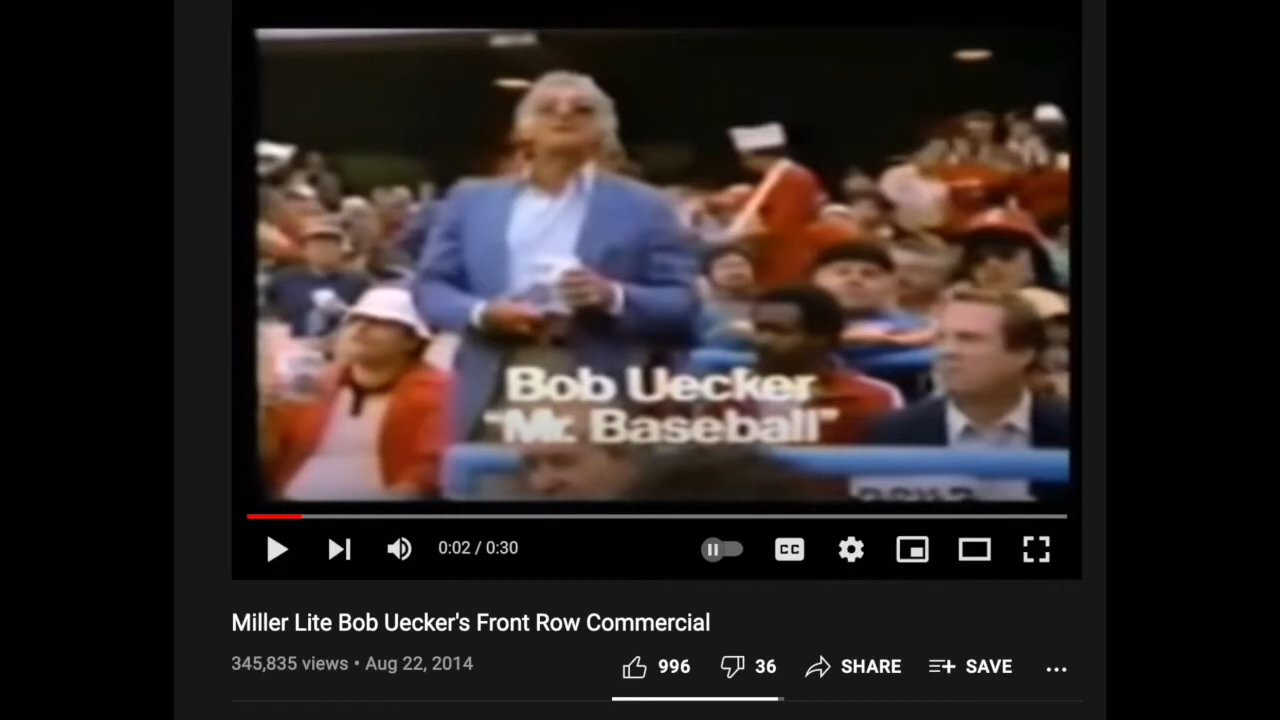 Bob Uecker
"Mr. Baseball"
0:02 / 0:30
CC
Miller Lite Bob Uecker's Front Row Commercial
345,835 views • Aug 22, 2014
996
36
SHARE
SAVE